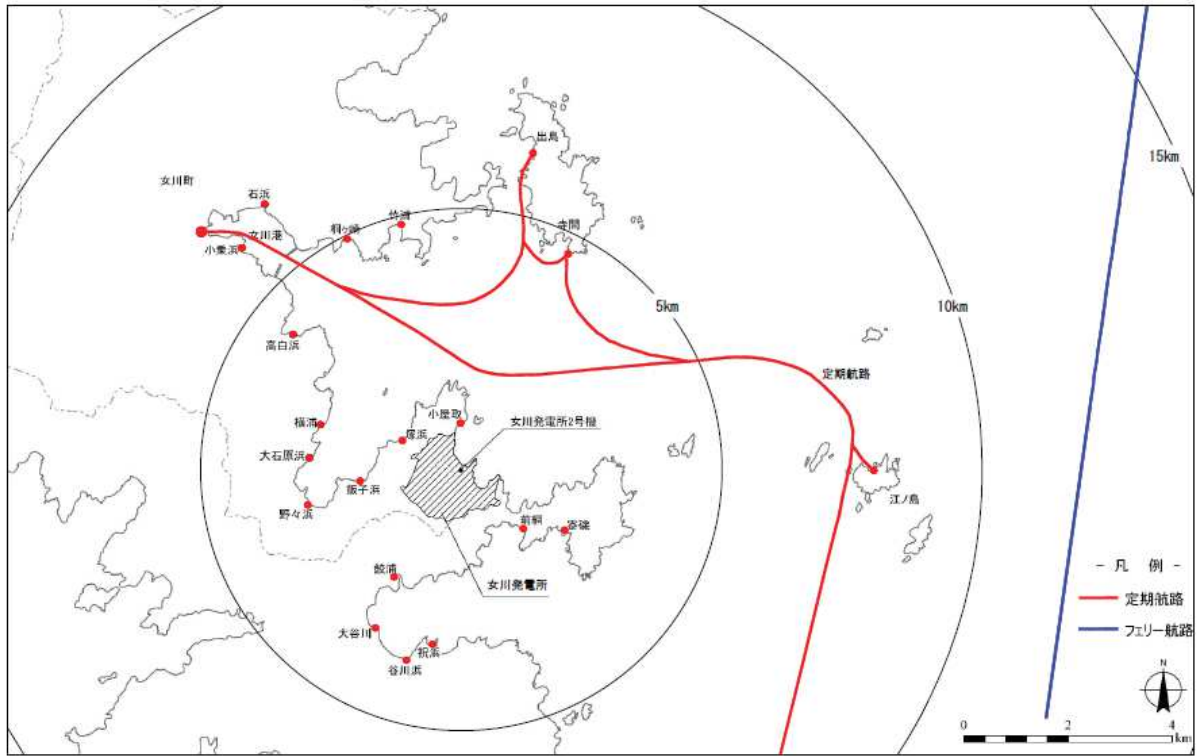 出島
15km
女川町
石浜
竹浦
寺間
桐ヶ崎
女川港
小乗浜
5km
10km
高白浜
定期航路
小屋取
横浦
女川発電所2号機
塚浜
大石原浜
飯子浜
江ノ島
野々浜
前網
寄磯
- 凡 例 -
鮫浦
女川発電所
定期航路
大谷川
フェリー航路
祝浜
谷川浜
N
0 2 4
km